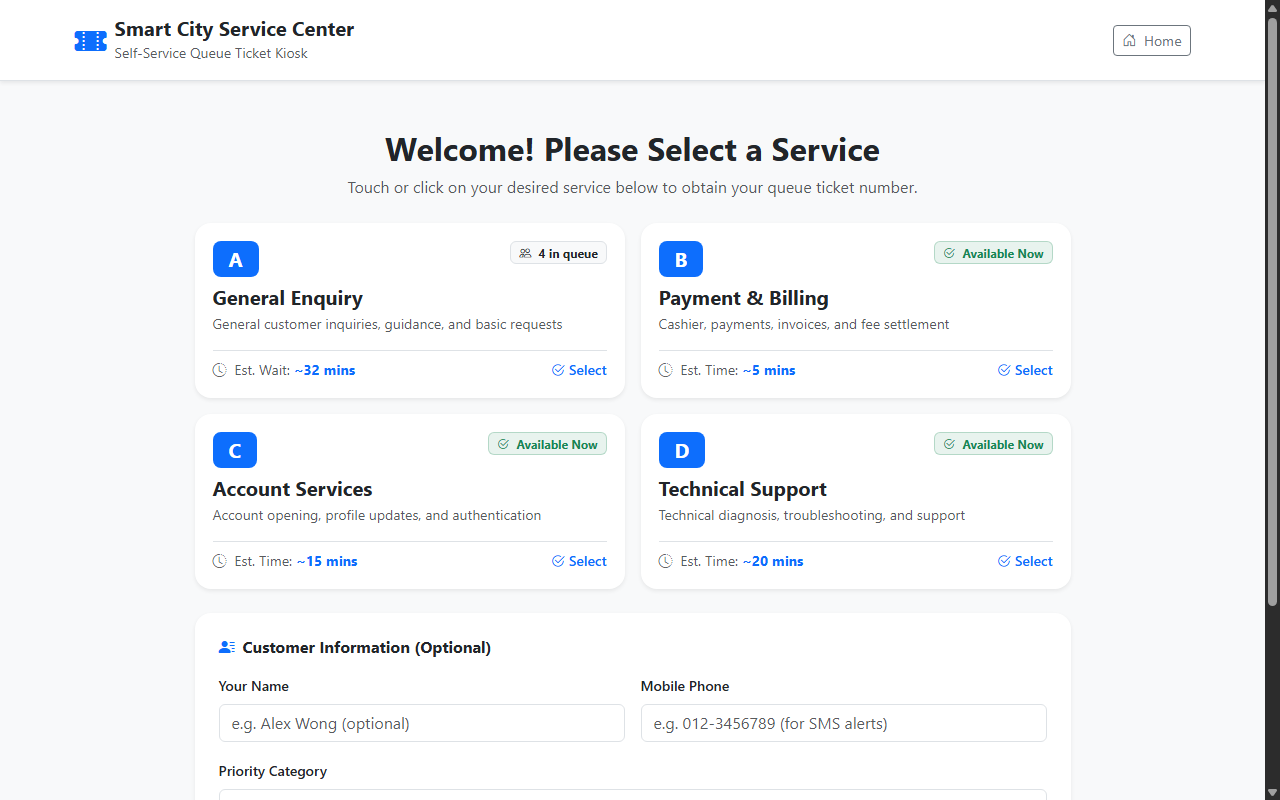 Smart City Service Center
Self-Service Queue Ticket Kiosk
Home
Welcome! Please Select a Service
Touch or click on your desired service below to obtain your queue ticket number.
A
4 in queue
General Enquiry
General customer inquiries, guidance, and basic requests
Est. Wait: ~32 mins
Select
B
Available Now
Payment & Billing
Cashier, payments, invoices, and fee settlement
Est. Time: ~5 mins
Select
C
Available Now
Account Services
Account opening, profile updates, and authentication
Est. Time: ~15 mins
Select
D
Available Now
Technical Support
Technical diagnosis, troubleshooting, and support
Est. Time: ~20 mins
Select
Customer Information (Optional)
Your Name
e.g. Alex Wong (optional)
Mobile Phone
e.g. 012-3456789 (for SMS alerts)
Priority Category